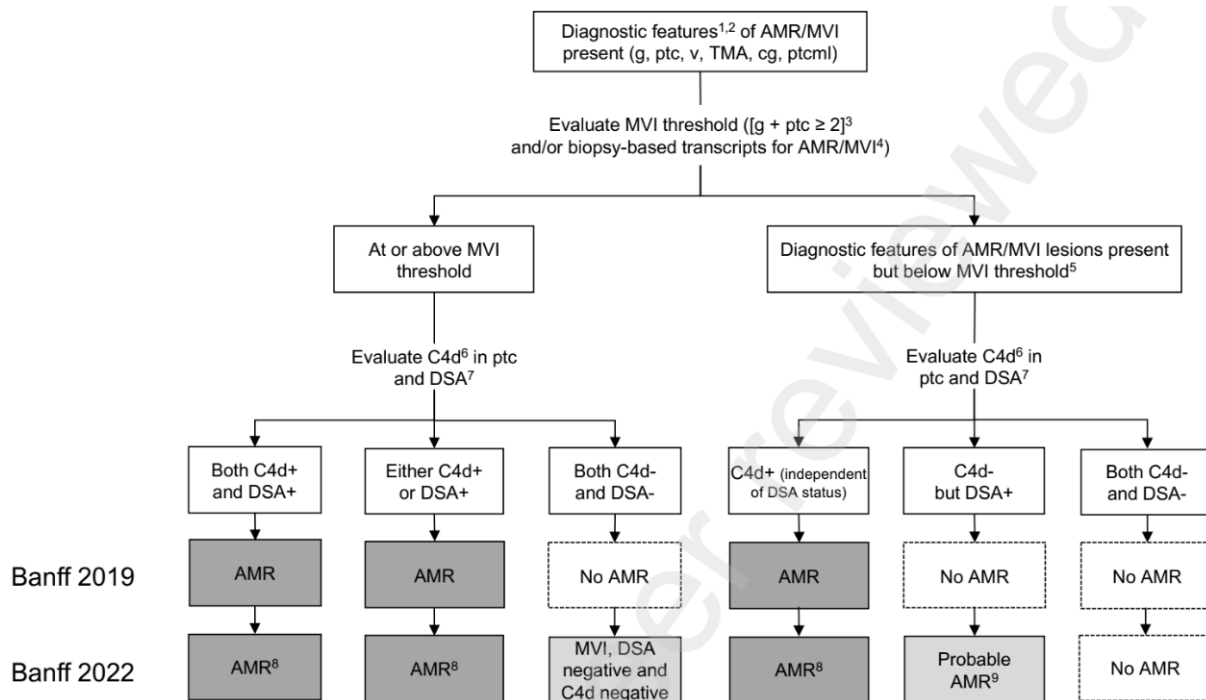 Diagnostic features1,2 of AMR/MVI
present (g, ptc, v, TMA, cg, ptcml)
Evaluate MVI threshold ([g + ptc ≥ 2]3
and/or biopsy-based transcripts for AMR/MVI4)
At or above MVI
threshold
Diagnostic features of AMR/MVI lesions present
but below MVI threshold5
Evaluate C4d6 in ptc
and DSA7
Evaluate C4d6 in
ptc and DSA7
Both C4d+
and DSA+
Either C4d+
or DSA+
Both C4d-
and DSA-
C4d+ (independent
of DSA status)
C4d-
but DSA+
Both C4d-
and DSA-
Banff 2019
AMR
AMR
No AMR
AMR
No AMR
No AMR
Banff 2022
AMR8
AMR8
MVI, DSA
negative and
C4d negative
AMR8
Probable
AMR9
No AMR
er reviewed